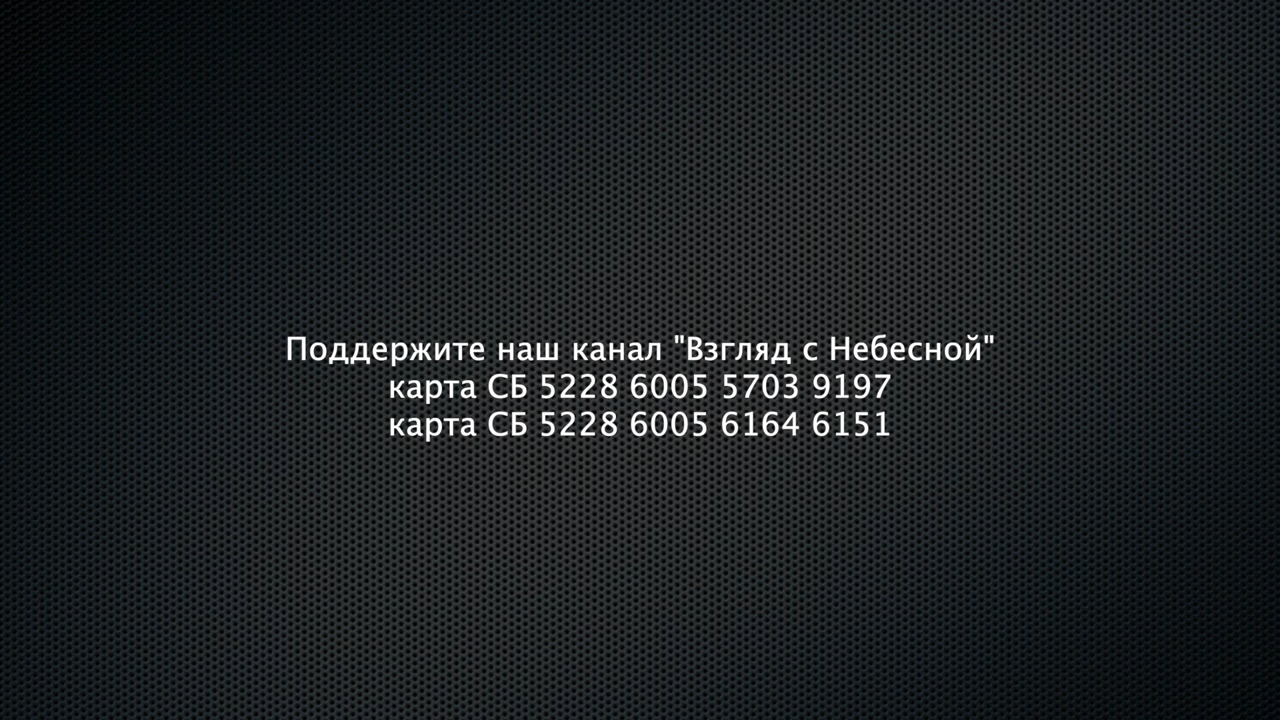 Поддержите наш канал "Взгляд с Небесной"
карта СБ 5228 6005 5703 9197
карта СБ 5228 6005 6164 6151